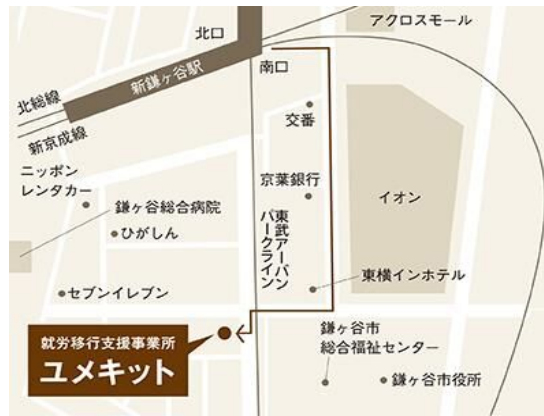 アクロスモール
北口
南口
新鎌ヶ谷駅
北総線
新京成線
交番
ニッポン
レンタカー
京葉銀行
イオン
鎌ヶ谷総合病院
ひがしん
東武アーバン
パークライン
東横インホテル
セブンイレブン
就労移行支援事業所
ユメキット
鎌ヶ谷市
総合福祉センター
鎌ヶ谷市役所